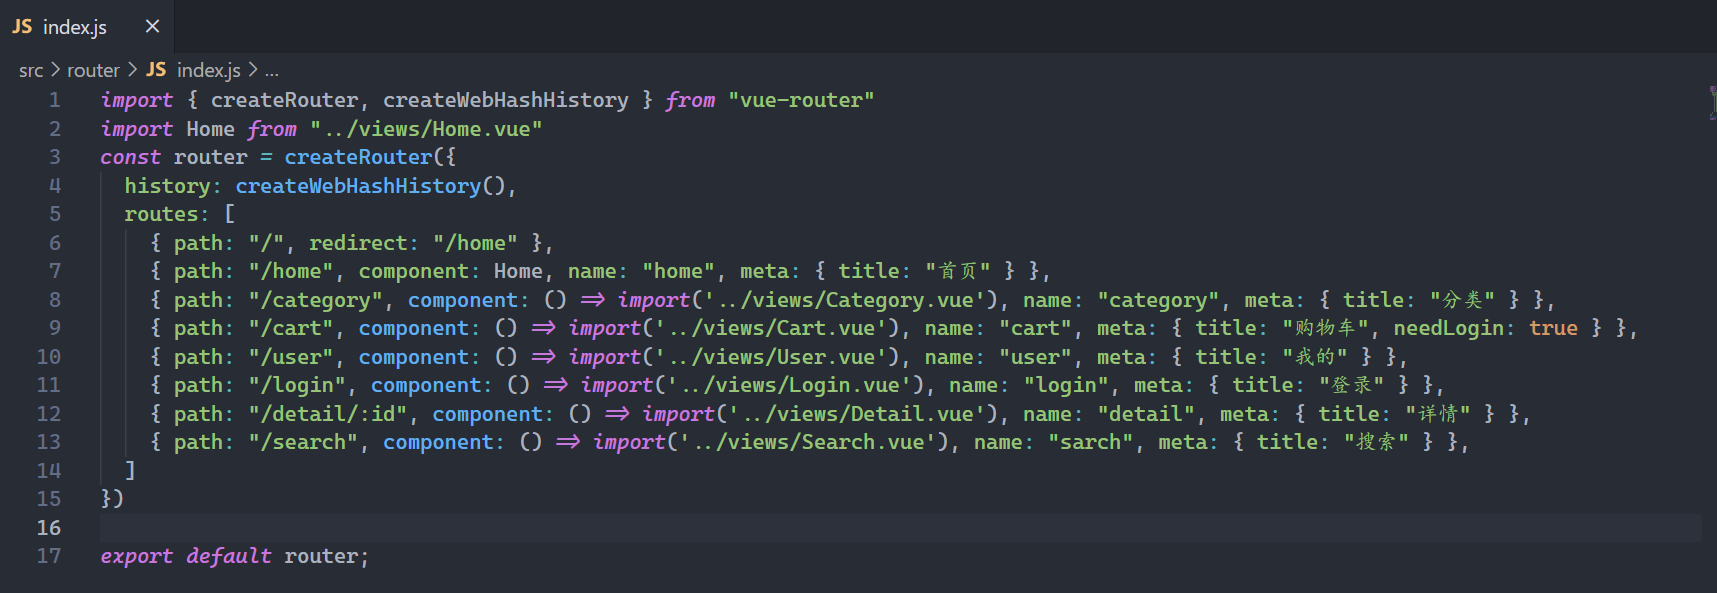 JS index.js ×
src > router > JS index.js > ...
1 import { createRouter, createWebHashHistory } from "vue-router"
2 import Home from "../views/Home.vue"
3 const router = createRouter({
4   history: createWebHashHistory(),
5   routes: [
6     { path: "/", redirect: "/home" },
7     { path: "/home", component: Home, name: "home", meta: { title: "首页" } },
8     { path: "/category", component: () => import('../views/Category.vue'), name: "category", meta: { title: "分类" } },
9     { path: "/cart", component: () => import('../views/Cart.vue'), name: "cart", meta: { title: "购物车", needLogin: true } },
10     { path: "/user", component: () => import('../views/User.vue'), name: "user", meta: { title: "我的" } },
11     { path: "/login", component: () => import('../views/Login.vue'), name: "login", meta: { title: "登录" } },
12     { path: "/detail/:id", component: () => import('../views/Detail.vue'), name: "detail", meta: { title: "详情" } },
13     { path: "/search", component: () => import('../views/Search.vue'), name: "sarch", meta: { title: "搜索" } },
14   ]
15 })
16
17 export default router;